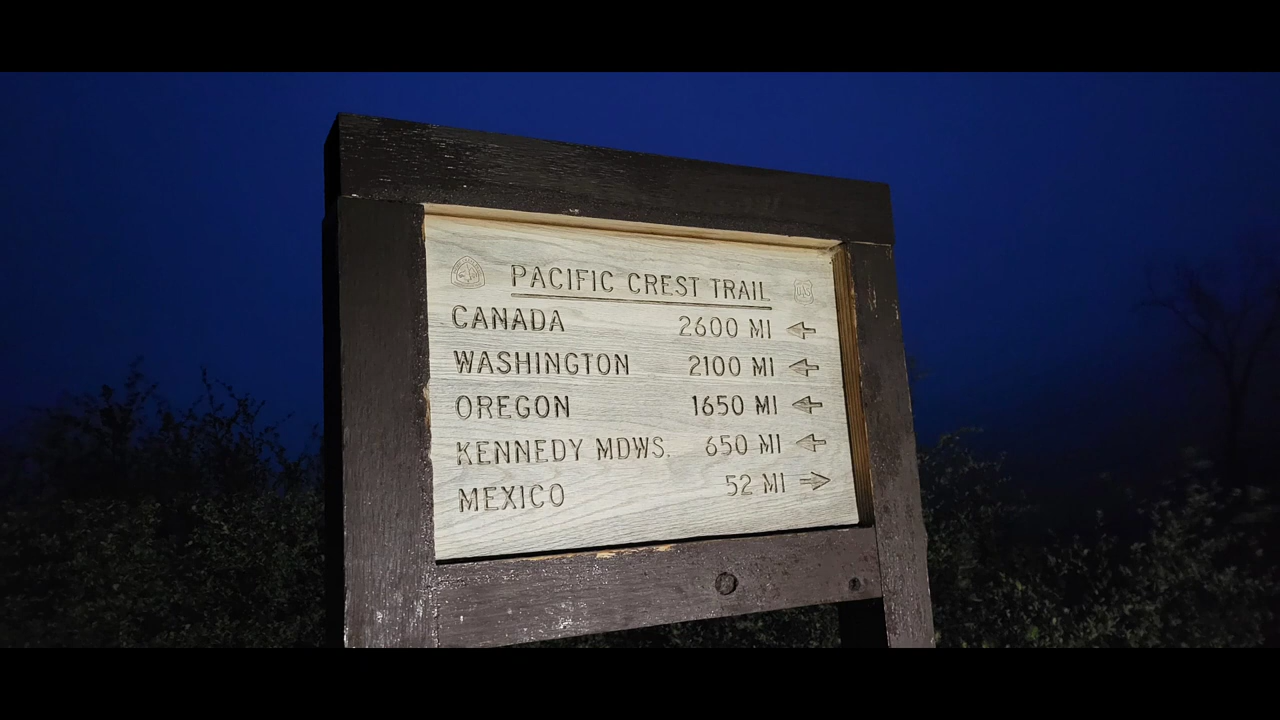 PACIFIC CREST TRAIL
CANADA 2600 MI ←
WASHINGTON 2100 MI ←
OREGON 1650 MI ←
KENNEDY MDWS. 650 MI ←
MEXICO 52 MI →